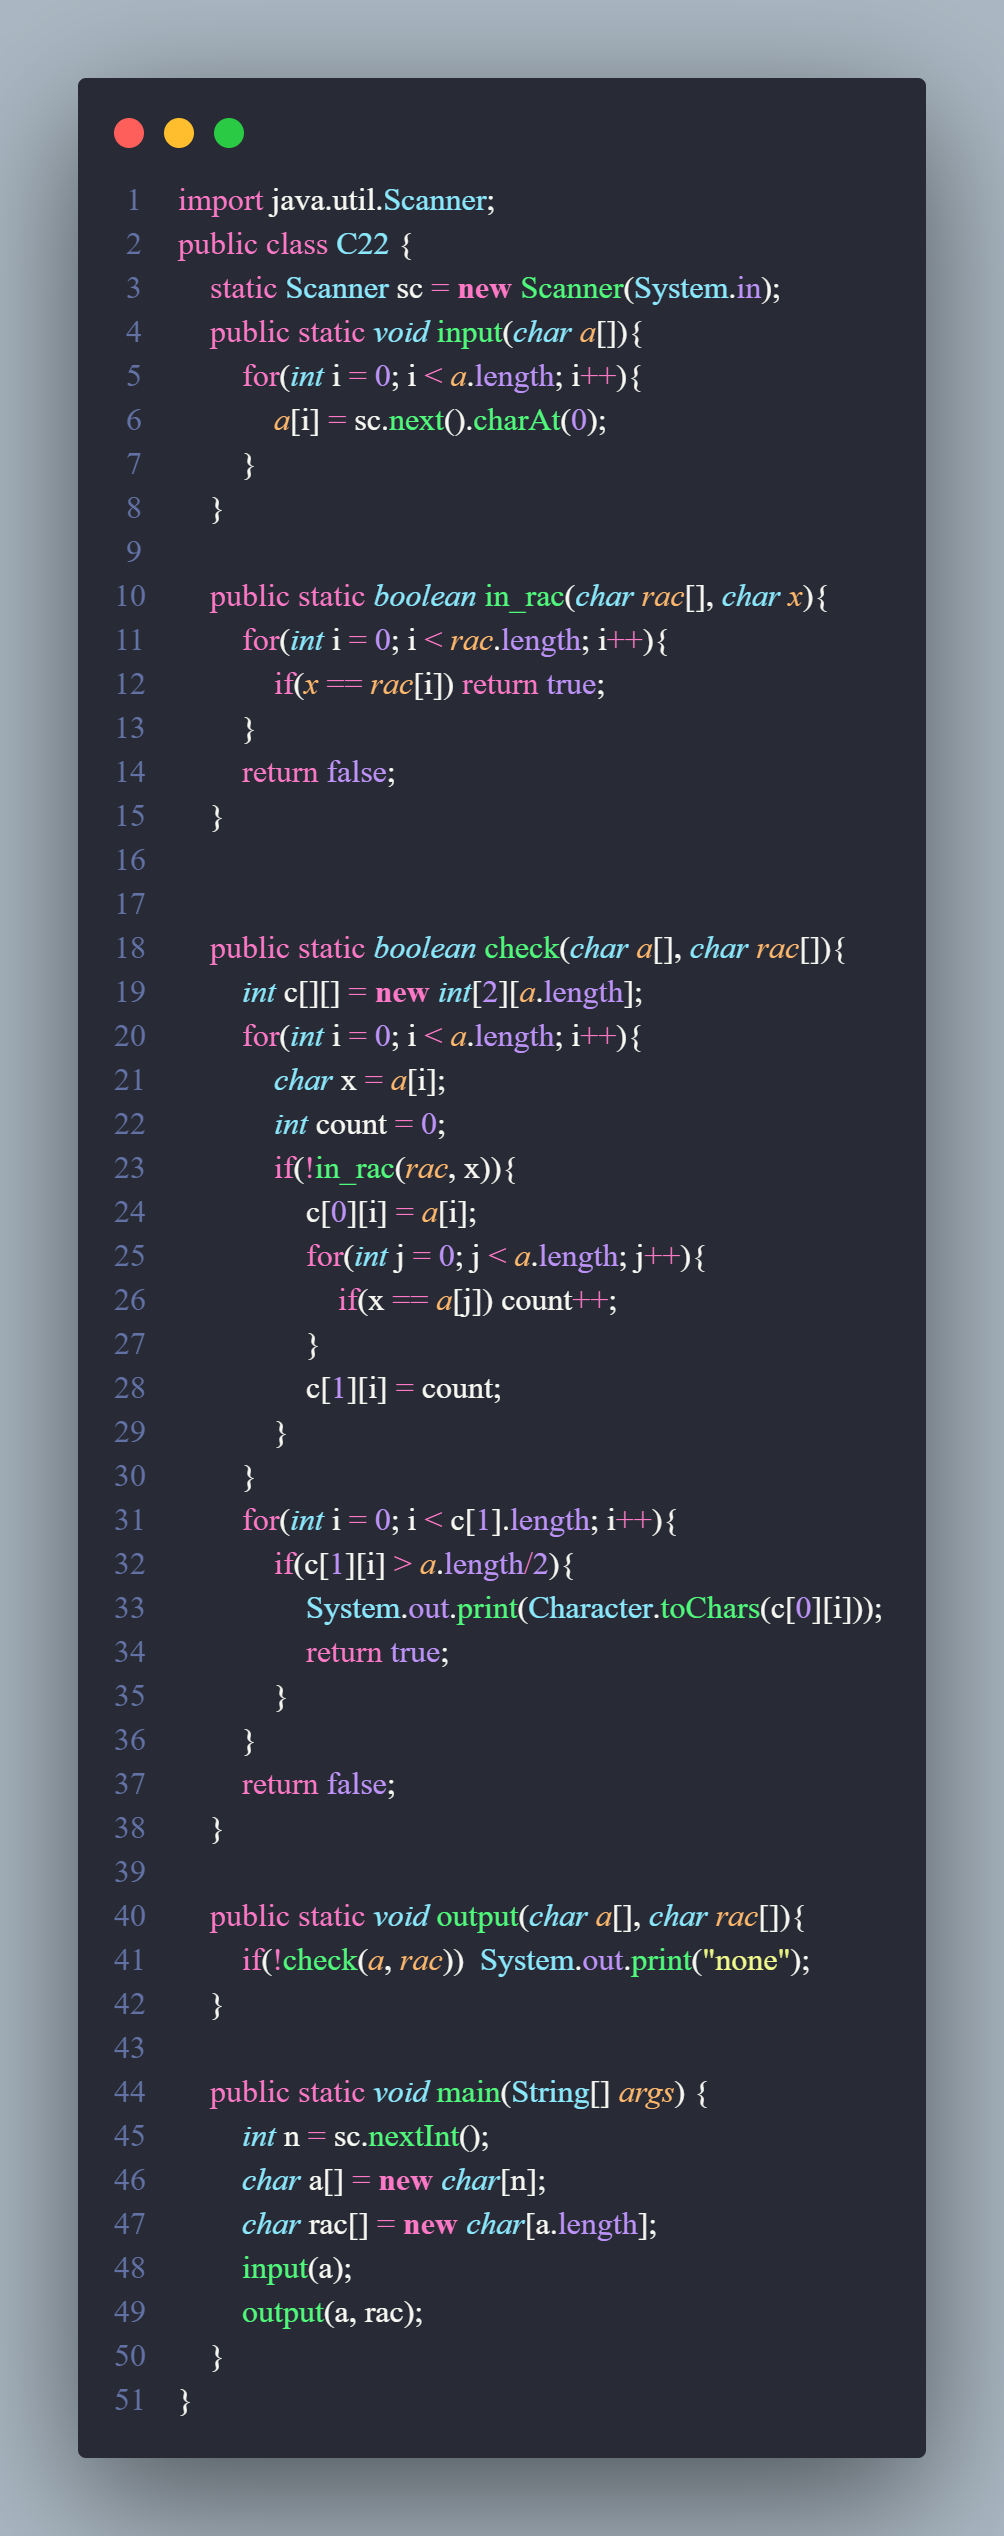 1 import java.util.Scanner;
2 public class C22 {
3     static Scanner sc = new Scanner(System.in);
4     public static void input(char a[]){
5         for(int i = 0; i < a.length; i++){
6             a[i] = sc.next().charAt(0);
7         }
8     }
9
10     public static boolean in_rac(char rac[], char x){
11         for(int i = 0; i < rac.length; i++){
12             if(x == rac[i]) return true;
13         }
14         return false;
15     }
16
17
18     public static boolean check(char a[], char rac[]){
19         int c[][] = new int[2][a.length];
20         for(int i = 0; i < a.length; i++){
21             char x = a[i];
22             int count = 0;
23             if(!in_rac(rac, x)){
24                 c[0][i] = a[i];
25                 for(int j = 0; j < a.length; j++){
26                     if(x == a[j]) count++;
27                 }
28                 c[1][i] = count;
29             }
30         }
31         for(int i = 0; i < c[1].length; i++){
32             if(c[1][i] > a.length/2){
33                 System.out.print(Character.toChars(c[0][i]));
34                 return true;
35             }
36         }
37         return false;
38     }
39
40     public static void output(char a[], char rac[]){
41         if(!check(a, rac))  System.out.print("none");
42     }
43
44     public static void main(String[] args) {
45         int n = sc.nextInt();
46         char a[] = new char[n];
47         char rac[] = new char[a.length];
48         input(a);
49         output(a, rac);
50     }
51 }